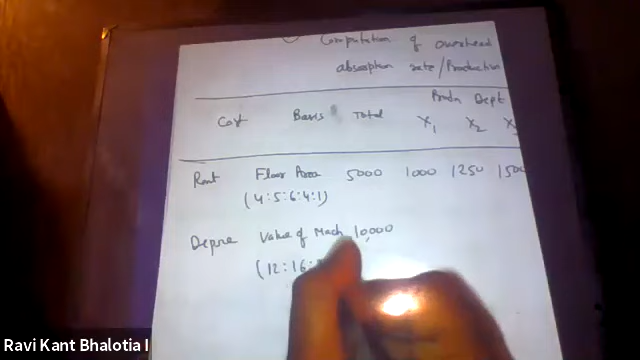 Computation of overhead
absorption rate/Production
Prodn Dept
Cost Basis Total X1 X2
Rent Floor Area 5000 1000 1250 150
(4:5:6:4:1)
Depre Value of Mach 10,000
(12:16:
Ravi Kant Bhalotia I